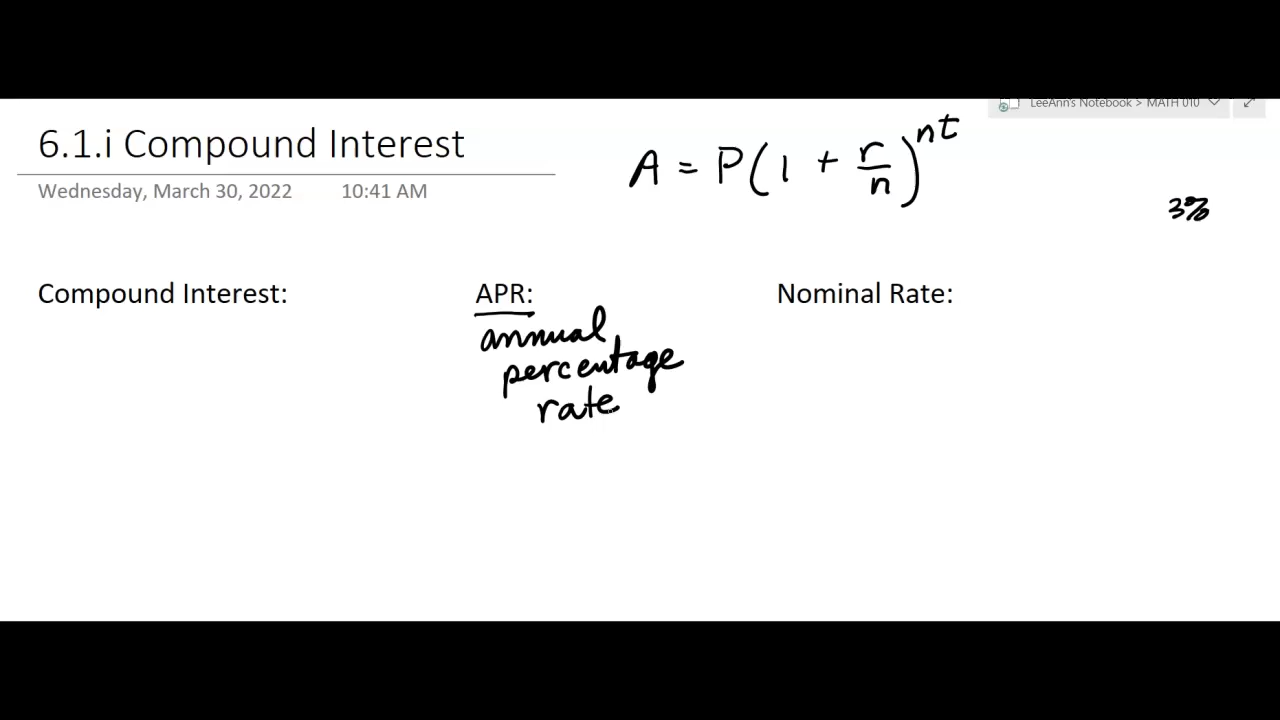 LeeAnn's Notebook > MATH 010
6.1.i Compound Interest
A = P(1 + r/n)^nt
Wednesday, March 30, 2022 10:41 AM
3%
Compound Interest: APR: Nominal Rate:
annual
percentage
rate